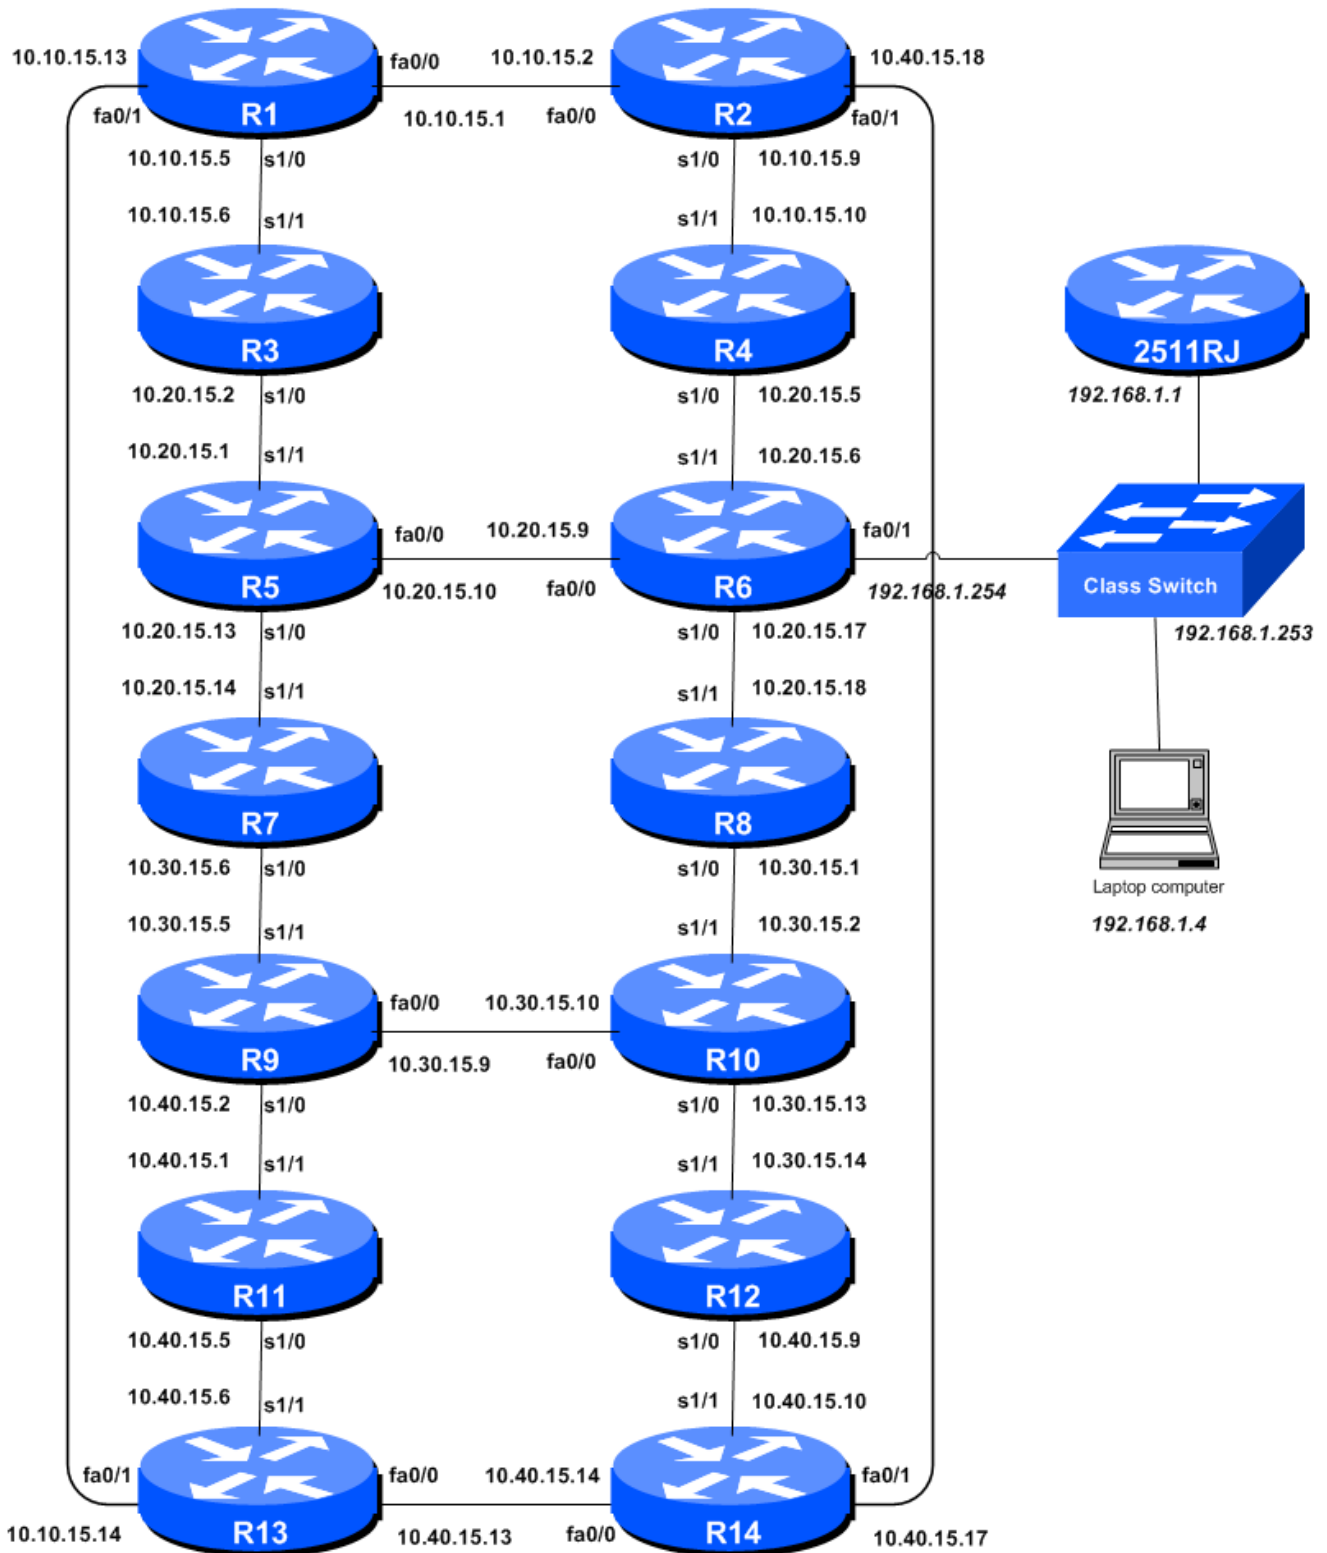 10.10.15.13
fa0/0
10.10.15.2
10.40.15.18
fa0/1
R1
10.10.15.1
fa0/0
R2
fa0/1
10.10.15.5
s1/0
s1/0
10.10.15.9
10.10.15.6
s1/1
s1/1
10.10.15.10
R3
R4
2511RJ
10.20.15.2
s1/0
s1/0
10.20.15.5
192.168.1.1
10.20.15.1
s1/1
s1/1
10.20.15.6
fa0/0
10.20.15.9
fa0/1
R5
10.20.15.10
fa0/0
R6
192.168.1.254
Class Switch
10.20.15.13
s1/0
s1/0
10.20.15.17
192.168.1.253
10.20.15.14
s1/1
s1/1
10.20.15.18
R7
R8
10.30.15.6
s1/0
s1/0
10.30.15.1
Laptop computer
10.30.15.5
s1/1
s1/1
10.30.15.2
192.168.1.4
fa0/0
10.30.15.10
R9
10.30.15.9
fa0/0
R10
10.40.15.2
s1/0
s1/0
10.30.15.13
10.40.15.1
s1/1
s1/1
10.30.15.14
R11
R12
10.40.15.5
s1/0
s1/0
10.40.15.9
10.40.15.6
s1/1
s1/1
10.40.15.10
fa0/1
fa0/0
10.40.15.14
fa0/1
10.10.15.14
R13
10.40.15.13
fa0/0
R14
10.40.15.17